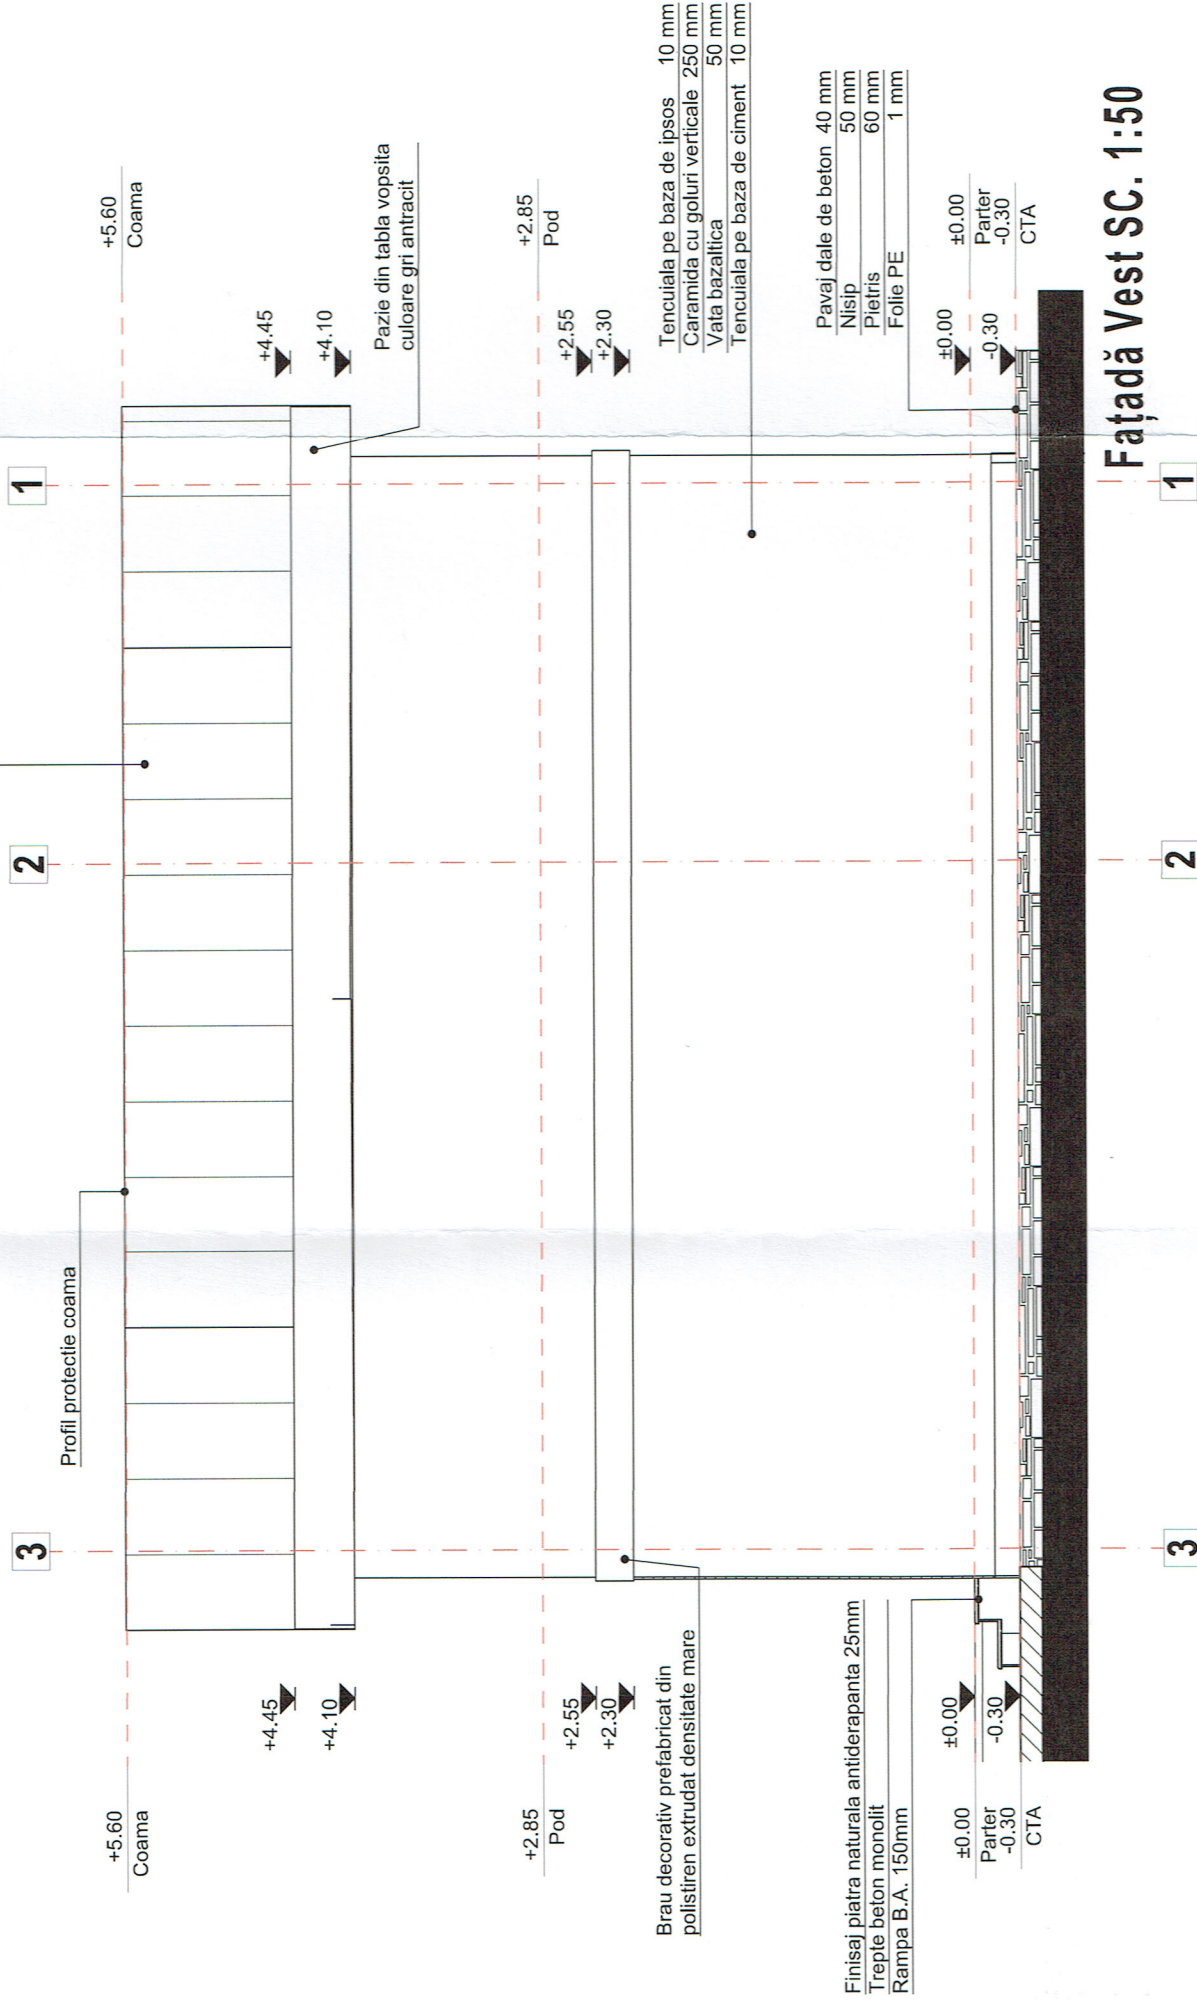 3
2
1
Profil protectie coama
+5.60
Coama
+5.60
Coama
+4.45
+4.10
+4.45
+4.10
Pazie din tabla vopsita
culoare gri antracit
+2.85
Pod
+2.85
Pod
+2.55
+2.30
+2.55
+2.30
Brau decorativ prefabricat din
polistiren extrudat densitate mare
Tencuiala pe baza de ipsos 10 mm
Caramida cu goluri verticale 250 mm
Vata bazaltica 50 mm
Tencuiala pe baza de ciment 10 mm
Finisaj piatra naturala antiderapanta 25mm
Trepte beton monolit
Rampa B.A. 150mm
Pavaj dale de beton 40 mm
Nisip 50 mm
Pietris 60 mm
Folie PE 1 mm
±0.00
Parter
-0.30
CTA
±0.00
-0.30
±0.00
-0.30
±0.00
Parter
-0.30
CTA
Fațadă Vest SC. 1:50
3
2
1